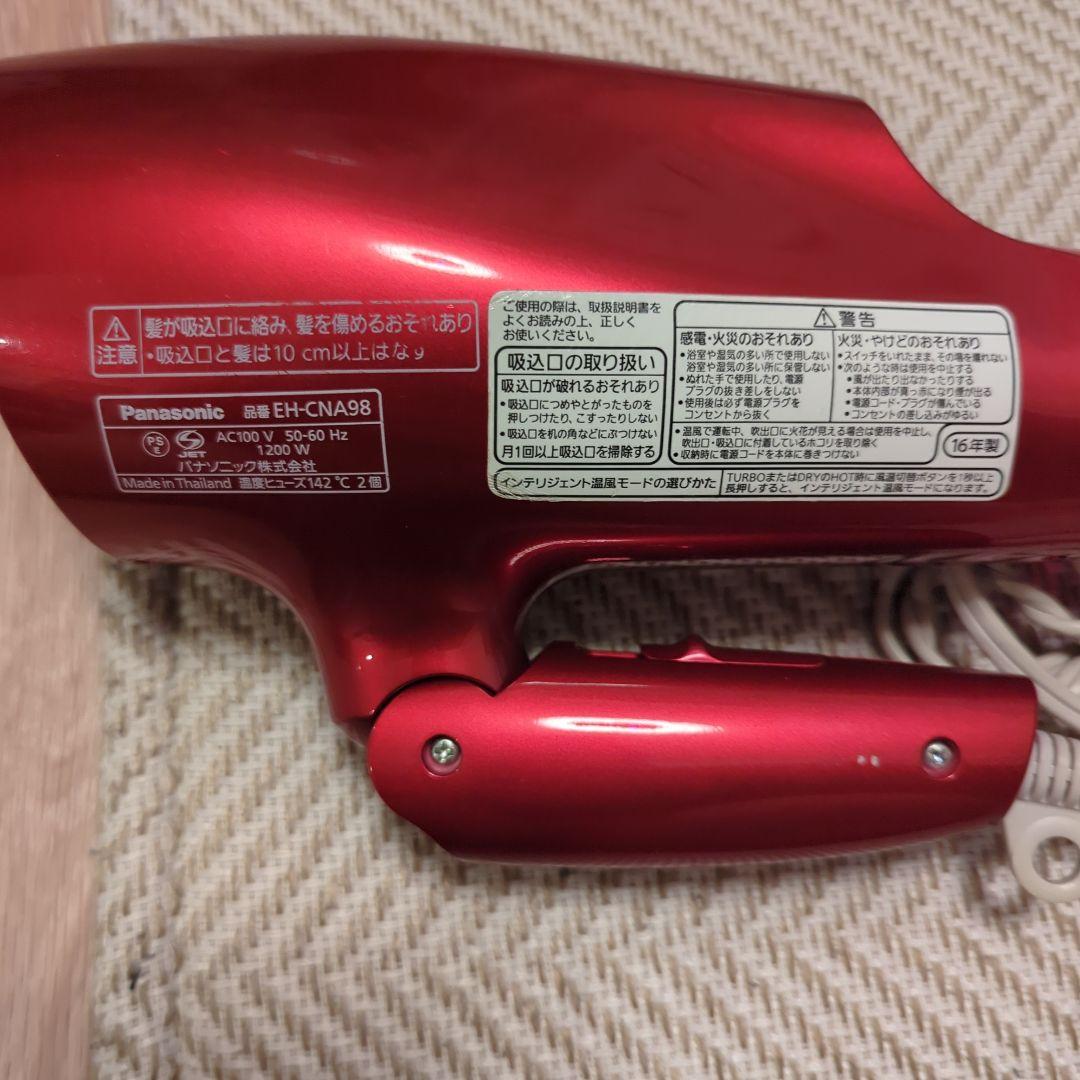 注意
髪が吸込口に絡み、髪を傷めるおそれあり
・吸込口と髪は10 cm以上はなす
Panasonic 品番 EH-CNA98
PS E JET
AC100 V 50-60 Hz
1200 W
パナソニック株式会社
Made in Thailand 温度ヒューズ142 ℃ 2 個
ご使用の際は、取扱説明書を
よくお読みの上、正しく
お使いください。
吸込口の取り扱い
吸込口が破れるおそれあり
•吸込口につめやとがったものを
押しつけたり、こすったりしない
•吸込口を机の角などにぶつけない
月1回以上吸込口を掃除する
警告
感電・火災のおそれあり
•浴室や湿気の多い所で使用しない
浴室や湿気の多い所に保管しない
•ぬれた手で使用したり、電源
プラグの抜き差しをしない
•使用後は必ず電源プラグを
コンセントから抜く
火災・やけどのおそれあり
•スイッチをいれたまま、その場を離れない
•次のような時は使用を中止する
•風が出たり出なかったりする
•本体内部が真っ赤になり煙が出る
•電源コード・プラグが傷んでいる
•コンセントの差し込みがゆるい
•温風で運転中、吹出口に火花が見える場合は使用を中止し、
吹出口・吸込口に付着しているホコリを取り除く
•収納時に電源コードを本体に巻きつけない
16年製
インテリジェント温風モードの選びかた
TURBOまたはDRYのHOT時に風温切替ボタンを1秒以上
長押しすると、インテリジェント温風モードになります。